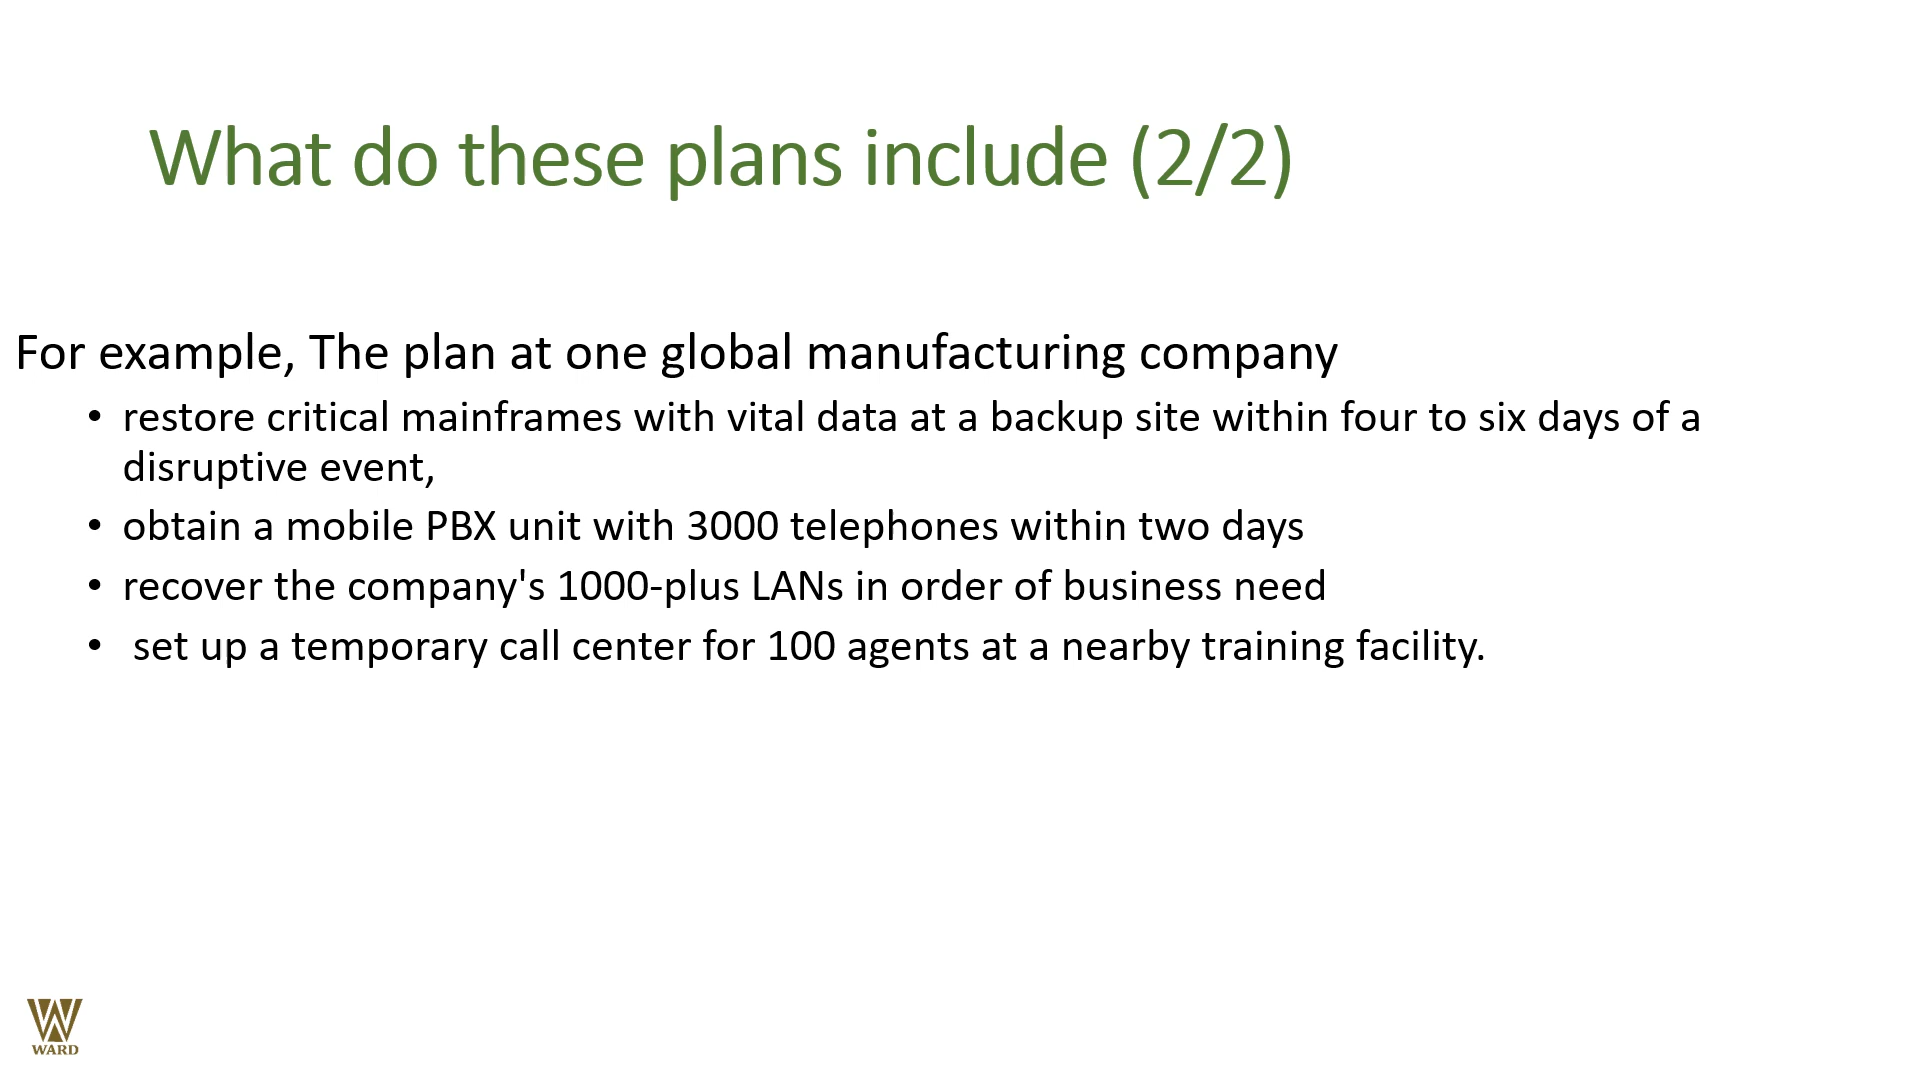 What do these plans include (2/2)
For example, The plan at one global manufacturing company
• restore critical mainframes with vital data at a backup site within four to six days of a
disruptive event,
• obtain a mobile PBX unit with 3000 telephones within two days
• recover the company's 1000-plus LANs in order of business need
• set up a temporary call center for 100 agents at a nearby training facility.
WARD